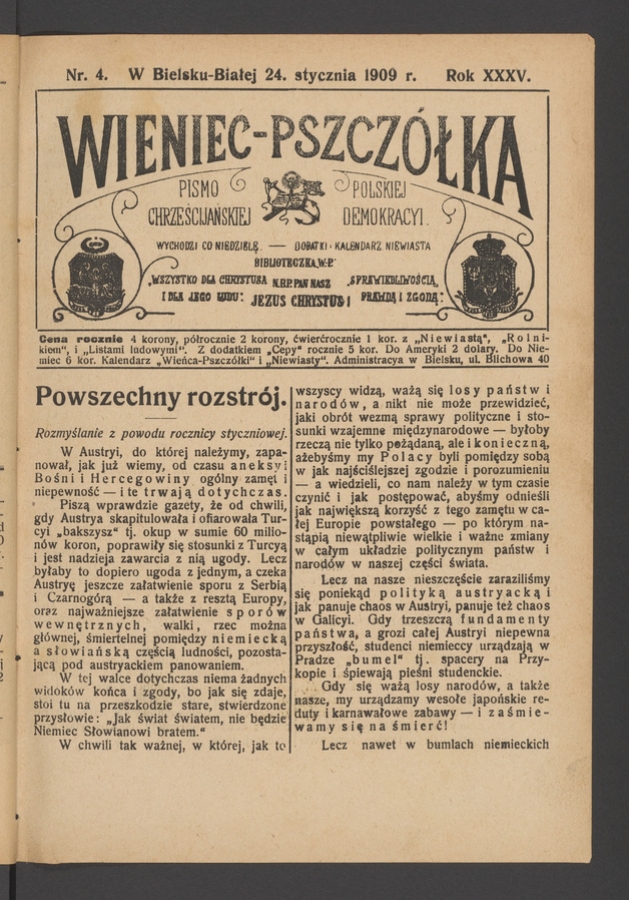 Nr. 4. W Bielsku-Białej 24. stycznia 1909 r. Rok XXXV.
WIENIEC-PSZCZÓŁKA
PISMO POLSKIEJ
CHRZEŚCIJAŃSKIEJ DEMOKRACYI.
WYCHODZI CO NIEDZIELĘ. — DODATKI: KALENDARZ NIEWIASTA
BIBLIOTECZKA „W.P."
„WSZYSTKO DLA CHRYSTUSA N.B.P. PAN NASZ „SPRAWIEDLIWOŚCIĄ,
I DLA JEGO LUDU". JEZUS CHRYSTUS! PRAWDĄ I ZGODĄ"
Cena rocznie 4 korony, półrocznie 2 korony, ćwierćrocznie 1 kor. z „Niewiastą", „Rolni-
kiem", i „Listami ludowymi". Z dodatkiem „Cepy" rocznie 5 kor. Do Ameryki 2 dolary. Do Nie-
miec 6 kor. Kalendarz „Wieńca-Pszczółki" i „Niewiasty". Administracya w Bielsku, ul. Blichowa 40
Powszechny rozstrój.
Rozmyślanie z powodu rocznicy styczniowej.
W Austryi, do której należymy, zapa-
nował, jak już wiemy, od czasu aneksyi
Bośni i Hercegowiny ogólny zamęt i
niepewność — i te trwają dotychczas.
Piszą wprawdzie gazety, że od chwili,
gdy Austrya skapitulowała i ofiarowała Tur-
cyi „bakszysz" tj. okup w sumie 60 milio-
nów koron, poprawiły się stosunki z Turcyą
i jest nadzieja zawarcia z nią ugody. Lecz
byłaby to dopiero ugoda z jednym, a czeka
Austryę jeszcze załatwienie sporu z Serbią
i Czarnogórą — a także z resztą Europy,
oraz najważniejsze załatwienie sporów
wewnętrznych, walki, rzec można
głównej, śmiertelnej pomiędzy niemiecką
a słowiańską częścią ludności, pozosta-
jącą pod austryackiem panowaniem.
W tej walce dotychczas niema żadnych
widoków końca i zgody, bo jak się zdaje,
stoi tu na przeszkodzie stare, stwierdzone
przysłowie: „Jak świat światem, nie będzie
Niemiec Słowianowi bratem."
W chwili tak ważnej, w której, jak to
wszyscy widzą, ważą się losy państw i
narodów, a nikt nie może przewidzieć,
jaki obrót wezmą sprawy polityczne i sto-
sunki wzajemne międzynarodowe — byłoby
rzeczą nie tylko pożądaną, ale i konieczną,
ażebyśmy my Polacy byli pomiędzy sobą
w jak najściślejszej zgodzie i porozumieniu
— a wiedzieli, co nam należy w tym czasie
czynić i jak postępować, abyśmy odnieśli
jak największą korzyść z tego zamętu w ca-
łej Europie powstałego — po którym na-
stąpią niewątpliwie wielkie i ważne zmiany
w całym układzie politycznym państw i
narodów w naszej części świata.
Lecz na nasze nieszczęście zaraziliśmy
się poniekąd polityką austryacką i
jak panuje chaos w Austryi, panuje też chaos
w Galicyi. Gdy trzeszczą fundamenty
państwa, a grozi całej Austryi niepewna
przyszłość, studenci niemieccy urządzają w
Pradze „bumel" tj. spacery na Przy-
kopie i śpiewają pieśni studenckie.
Gdy się ważą losy narodów, a także
nasze, my urządzamy wesołe japońskie re-
duty i karnawałowe zabawy — i zaśmie-
wamy się na śmierć!
Lecz nawet w bumlach niemieckich